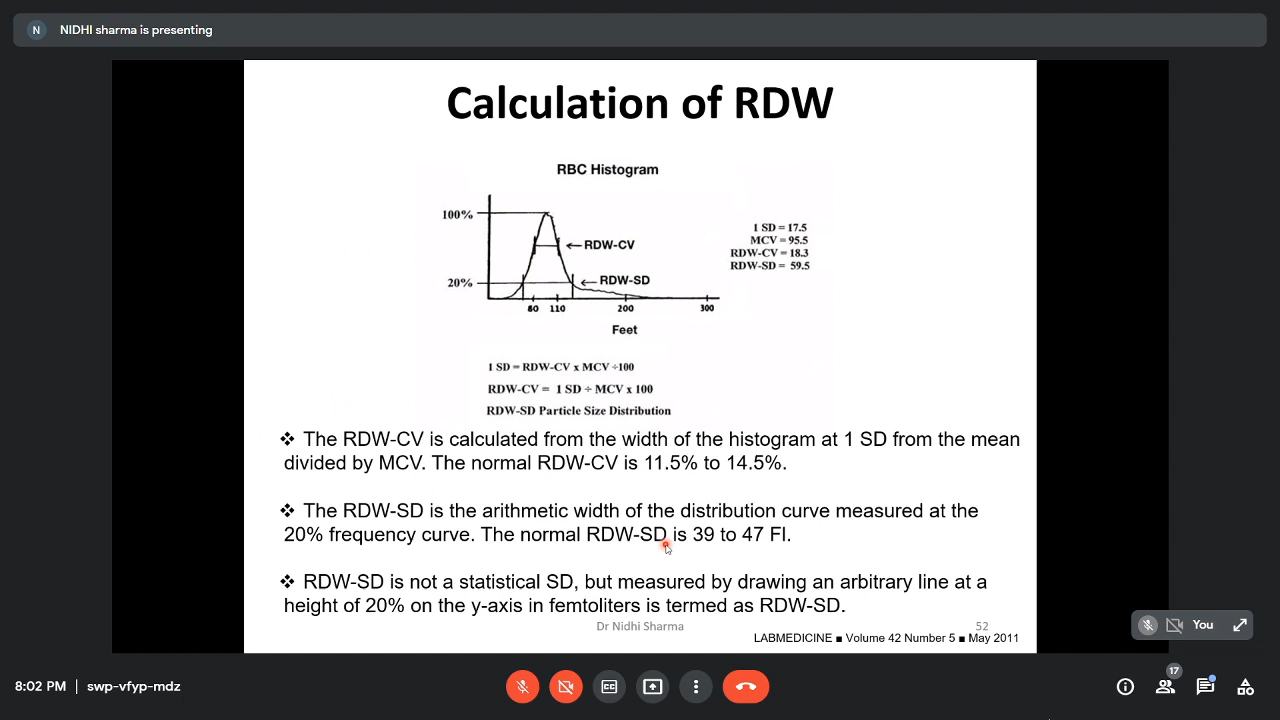 N NIDHI sharma is presenting
Calculation of RDW
RBC Histogram
100%
20%
RDW-CV
RDW-SD
80 110 200 300
Feet
1 SD = 17.5
MCV = 95.5
RDW-CV = 18.3
RDW-SD = 59.5
1 SD = RDW-CV x MCV ÷100
RDW-CV = 1 SD ÷ MCV x 100
RDW-SD Particle Size Distribution
❖ The RDW-CV is calculated from the width of the histogram at 1 SD from the mean
divided by MCV. The normal RDW-CV is 11.5% to 14.5%.
❖ The RDW-SD is the arithmetic width of the distribution curve measured at the
20% frequency curve. The normal RDW-SD is 39 to 47 Fl.
❖ RDW-SD is not a statistical SD, but measured by drawing an arbitrary line at a
height of 20% on the y-axis in femtoliters is termed as RDW-SD.
Dr Nidhi Sharma 52
LABMEDICINE ■ Volume 42 Number 5 ■ May 2011
You
8:02 PM | swp-vfyp-mdz
CC
17